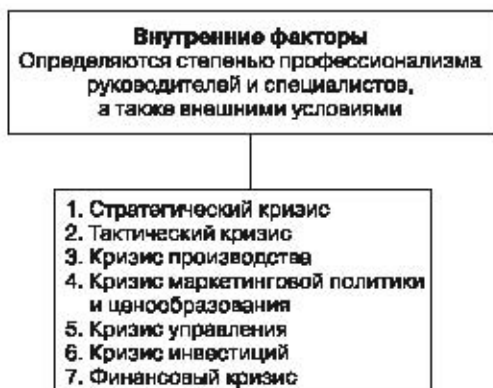 Внутренние факторы
Определяются степенью профессионализма
руководителей и специалистов,
а также внешними условиями
1. Стратегический кризис
2. Тактический кризис
3. Кризис производства
4. Кризис маркетинговой политики
и ценообразования
5. Кризис управления
6. Кризис инвестиций
7. Финансовый кризис